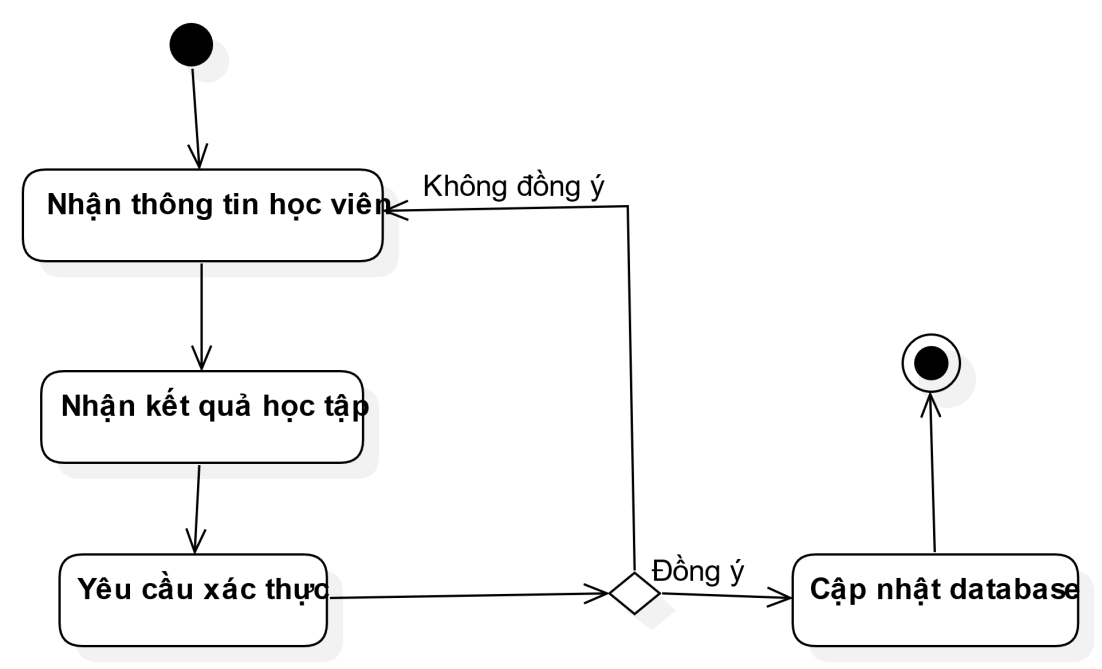 Nhận thông tin học viên
Không đồng ý
Nhận kết quả học tập
Yêu cầu xác thực
Đồng ý
Cập nhật database